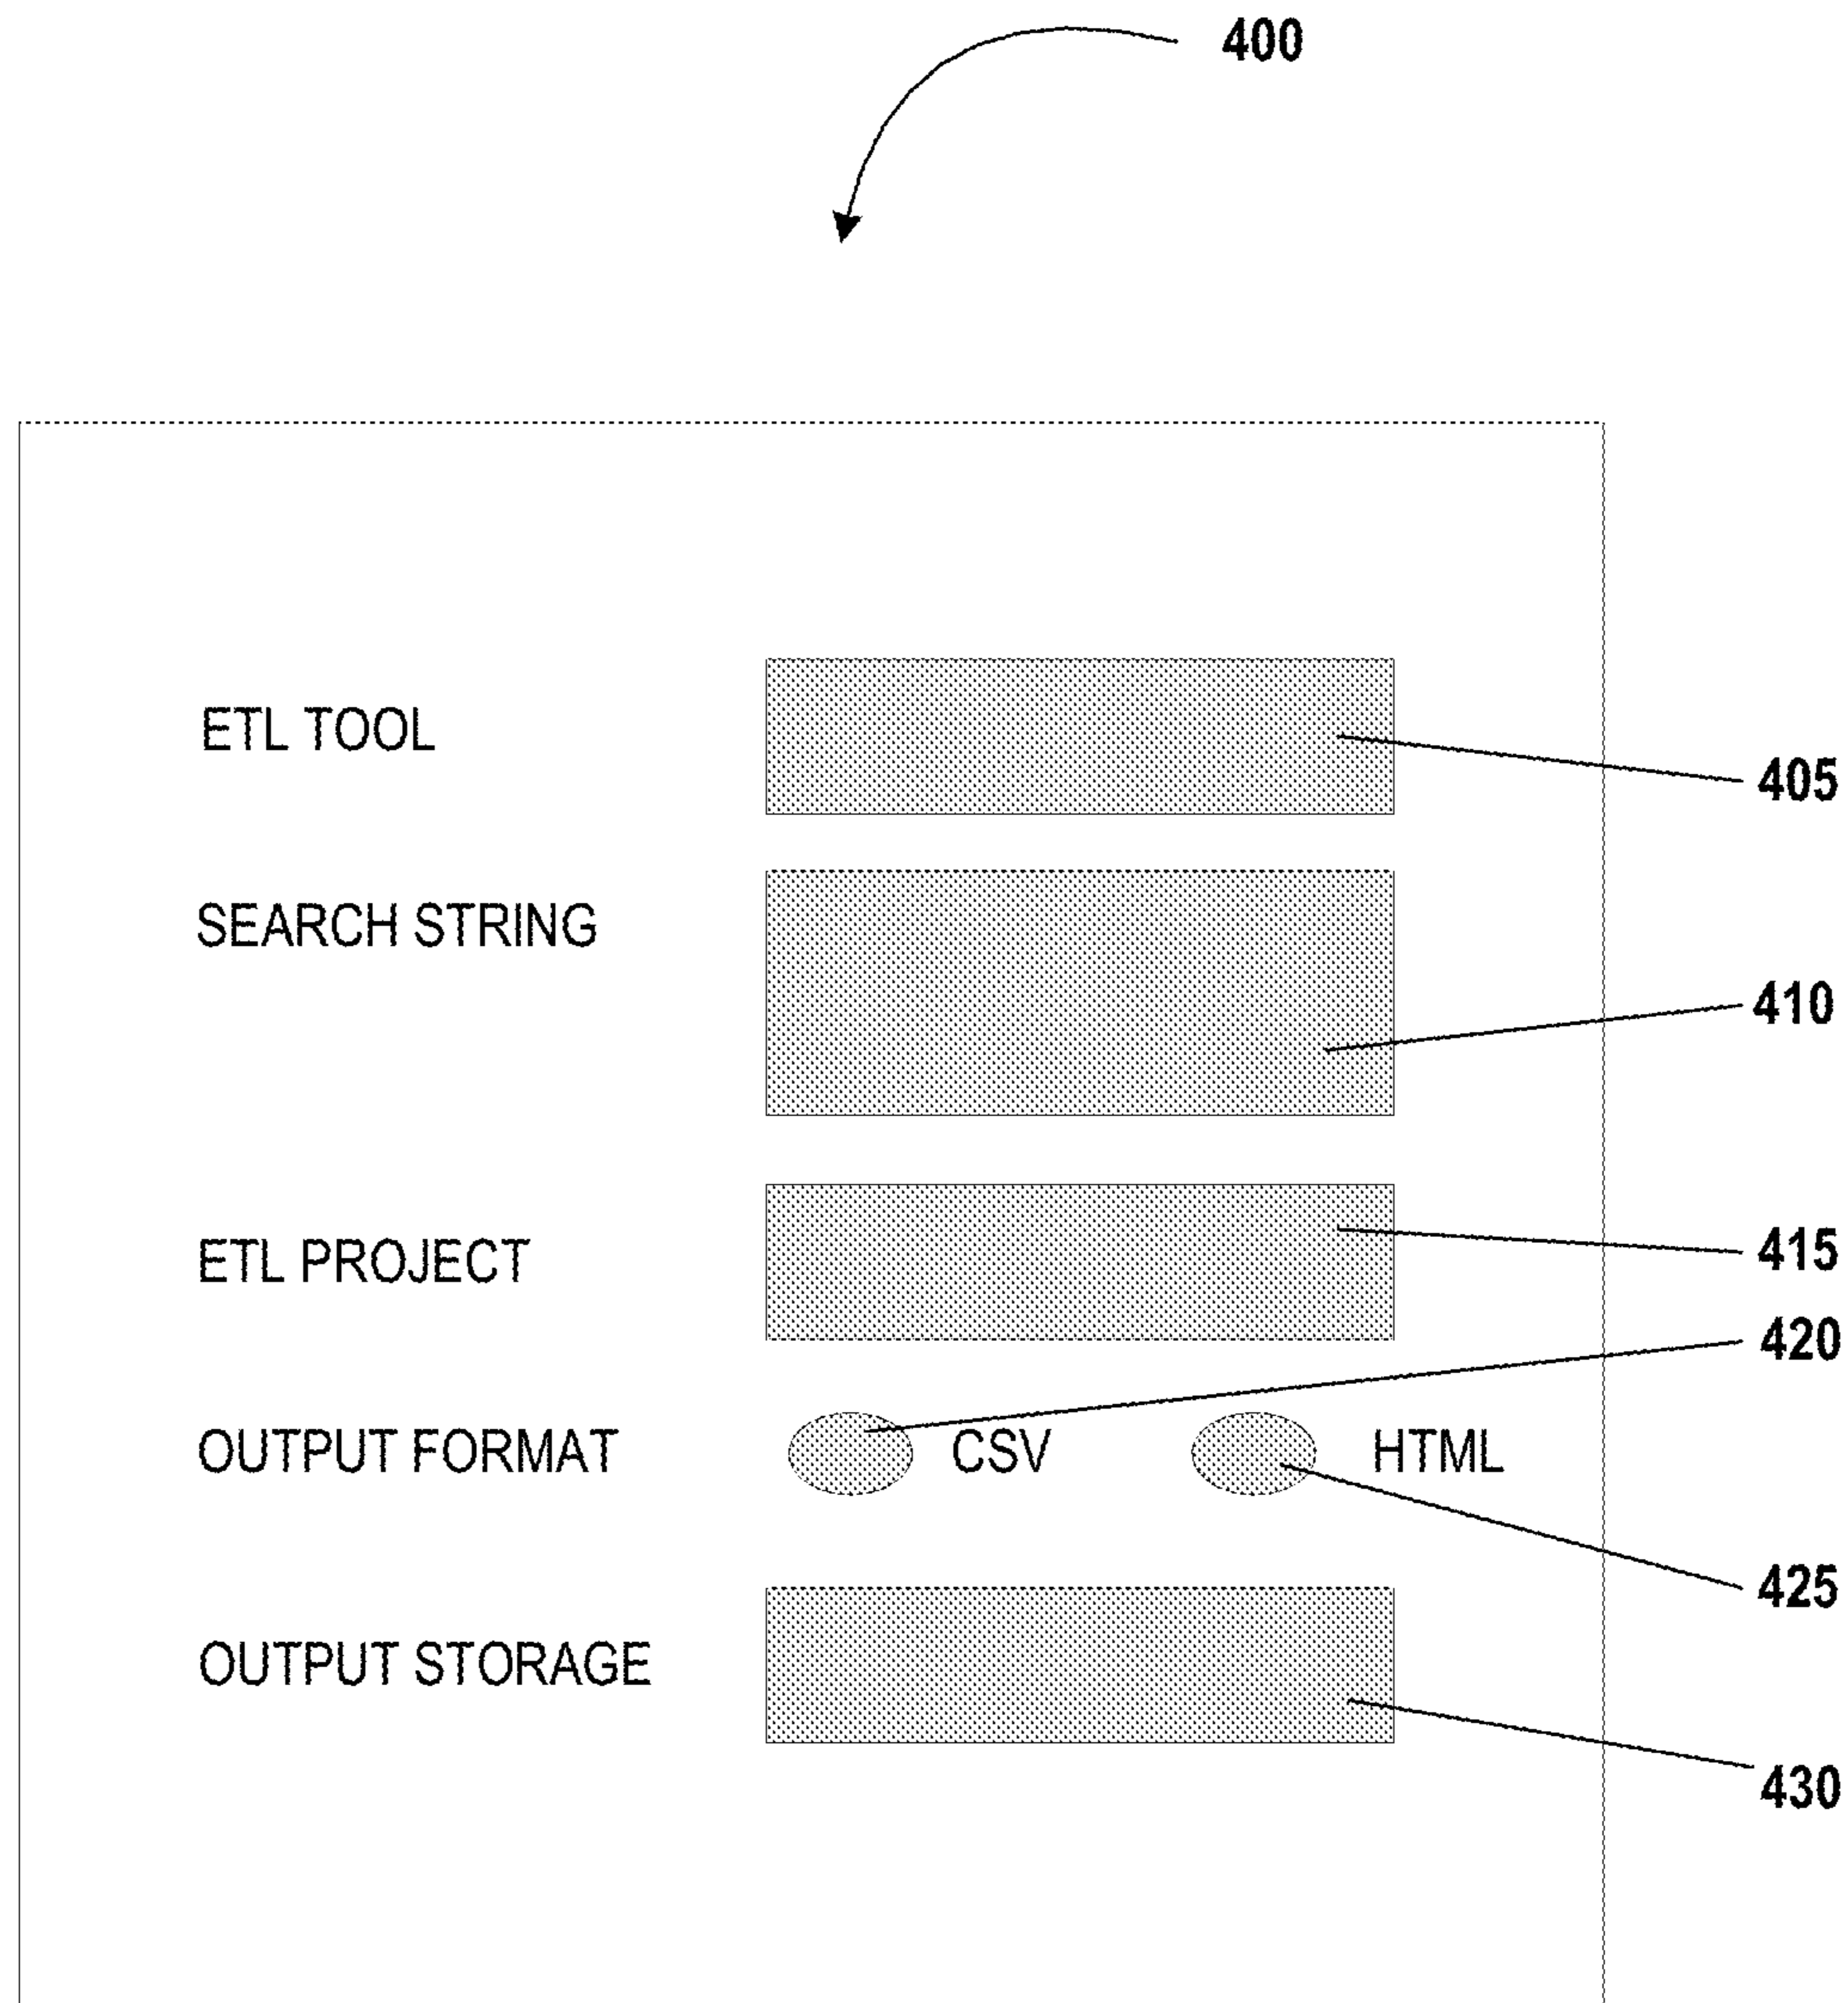 400
ETL TOOL
405
SEARCH STRING
410
ETL PROJECT
415
420
OUTPUT FORMAT CSV HTML
425
OUTPUT STORAGE
430